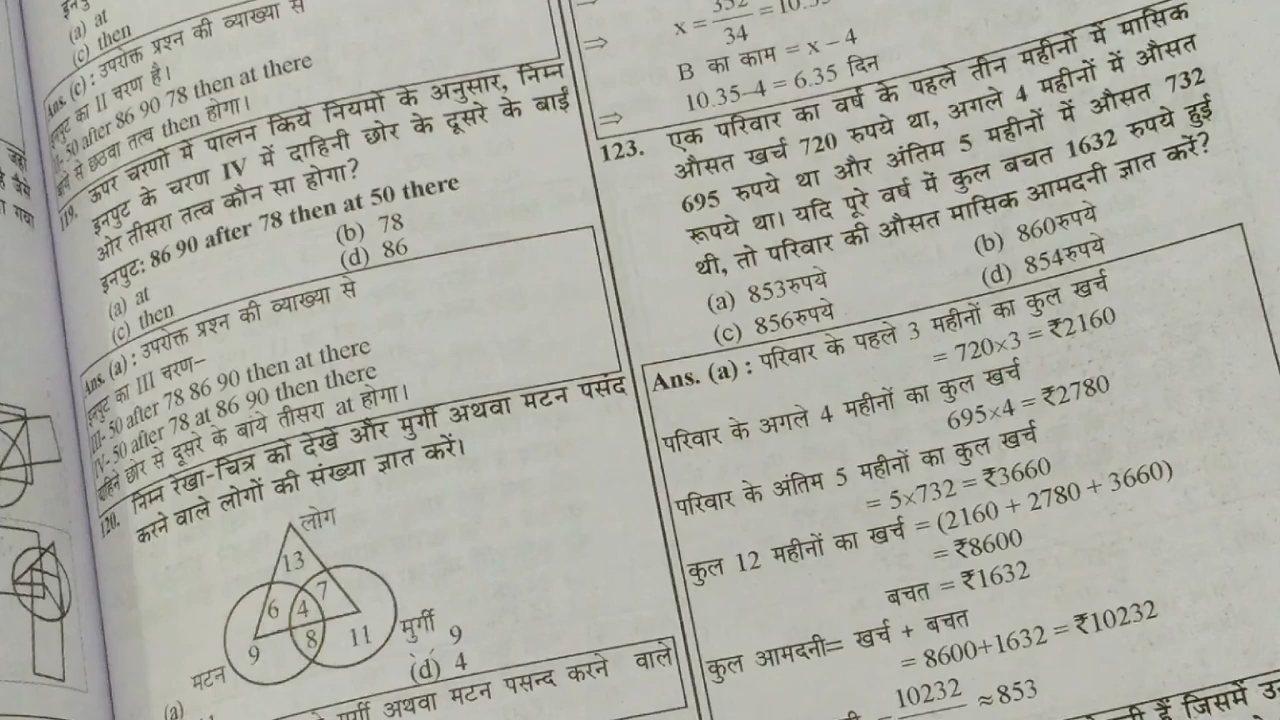 (a) at
(c) then
Ans. (c) : उपरोक्त प्रश्न की व्याख्या से
इनपुट का II चरण है।
II- 50 after 86 90 78 then at there
से छठवा तत्व then होगा।
119. ऊपर चरणों में पालन किये नियमों के अनुसार, निम्न
इनपुट के चरण IV में दाहिनी छोर के दूसरे के बाईं
ओर तीसरा तत्व कौन सा होगा?
इनपुट: 86 90 after 78 then at 50 there
(a) at (b) 78
(c) then (d) 86
Ans. (a) : उपरोक्त प्रश्न की व्याख्या से
इनपुट का III चरण–
III- 50 after 78 86 90 then at there
IV- 50 after 78 at 86 90 then there
दाहिने छोर से दूसरे के बांये तीसरा at होगा।
120. निम्न रेखा-चित्र को देखे और मुर्गी अथवा मटन पसंद
करने वाले लोगों की संख्या ज्ञात करें।
लोग
13
6 4 7
9 8 11
मटन मुर्गी
(a) 9
(d) 4
मुर्गी अथवा मटन पसन्द करने वाले
x = 352/34 = 10.35
⇒ B का काम = x – 4
⇒ 10.35–4 = 6.35 दिन
123. एक परिवार का वर्ष के पहले तीन महीनों में मासिक
औसत खर्च 720 रुपये था, अगले 4 महीनों में औसत
695 रुपये था और अंतिम 5 महीनों में औसत 732
रूपये था। यदि पूरे वर्ष में कुल बचत 1632 रुपये हुई
थी, तो परिवार की औसत मासिक आमदनी ज्ञात करें?
(a) 853रुपये (b) 860रुपये
(c) 856रुपये (d) 854रुपये
Ans. (a) : परिवार के पहले 3 महीनों का कुल खर्च
= 720×3 = ₹2160
परिवार के अगले 4 महीनों का कुल खर्च
695×4 = ₹2780
परिवार के अंतिम 5 महीनों का कुल खर्च
= 5×732 = ₹3660
कुल 12 महीनों का खर्च = (2160 + 2780 + 3660)
= ₹8600
बचत = ₹1632
कुल आमदनी= खर्च + बचत
= 8600+1632 = ₹10232
10232 ≈853
हैं जिसमें